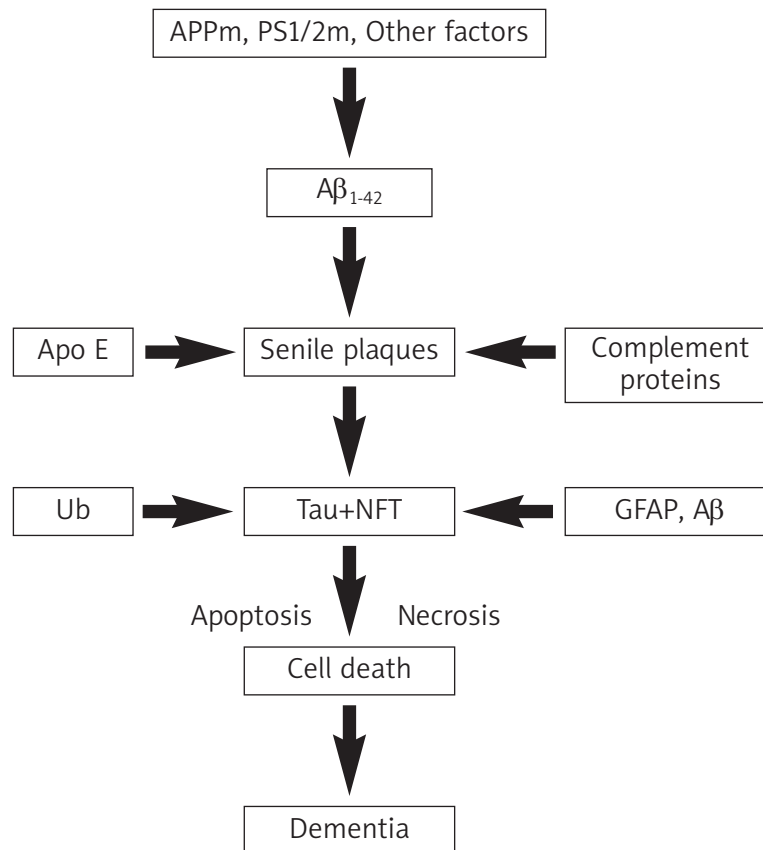 APPm, PS1/2m, Other factors
Aβ₁₋₄₂
Apo E
Senile plaques
Complement
proteins
Ub
Tau+NFT
GFAP, Aβ
Apoptosis
Necrosis
Cell death
Dementia